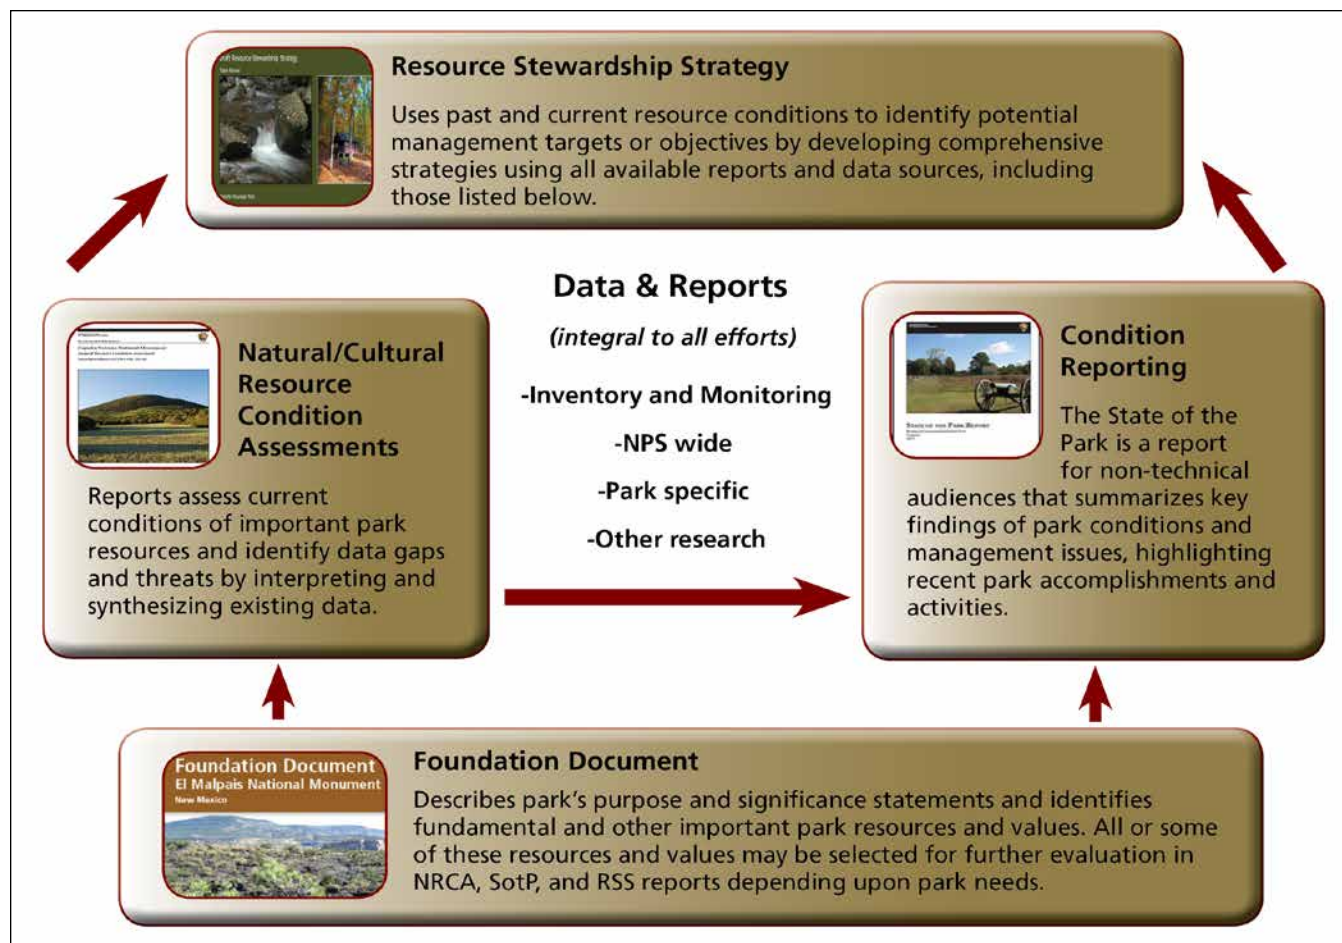 Resource Stewardship Strategy
Uses past and current resource conditions to identify potential
management targets or objectives by developing comprehensive
strategies using all available reports and data sources, including
those listed below.
Data & Reports
(integral to all efforts)
-Inventory and Monitoring
-NPS wide
-Park specific
-Other research
Natural/Cultural
Resource
Condition
Assessments
Reports assess current
conditions of important park
resources and identify data gaps
and threats by interpreting and
synthesizing existing data.
Condition
Reporting
The State of the
Park is a report
for non-technical
audiences that summarizes key
findings of park conditions and
management issues, highlighting
recent park accomplishments and
activities.
STATE OF THE PARK REPORT
Foundation Document
El Malpais National Monument
New Mexico
Foundation Document
Describes park's purpose and significance statements and identifies
fundamental and other important park resources and values. All or some
of these resources and values may be selected for further evaluation in
NRCA, SotP, and RSS reports depending upon park needs.